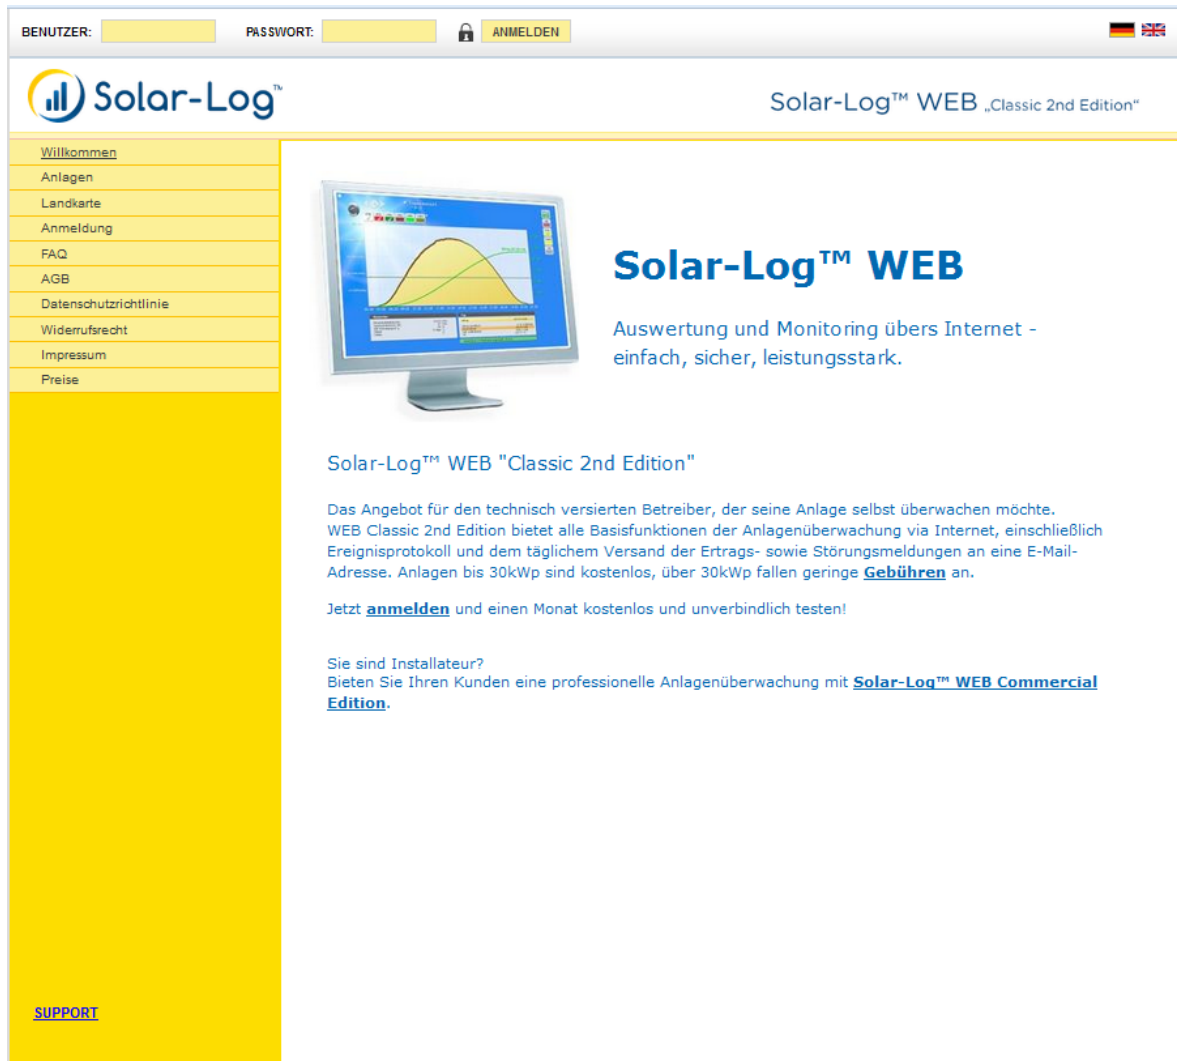 BENUTZER: PASSWORT: ANMELDEN
Solar-Log™
Solar-Log™ WEB „Classic 2nd Edition“
Willkommen
Anlagen
Landkarte
Anmeldung
FAQ
AGB
Datenschutzrichtlinie
Widerrufsrecht
Impressum
Preise
Solar-Log™ WEB
Auswertung und Monitoring übers Internet -
einfach, sicher, leistungsstark.
Solar-Log™ WEB "Classic 2nd Edition"
Das Angebot für den technisch versierten Betreiber, der seine Anlage selbst überwachen möchte.
WEB Classic 2nd Edition bietet alle Basisfunktionen der Anlagenüberwachung via Internet, einschließlich
Ereignisprotokoll und dem täglichem Versand der Ertrags- sowie Störungsmeldungen an eine E-Mail-
Adresse. Anlagen bis 30kWp sind kostenlos, über 30kWp fallen geringe Gebühren an.
Jetzt anmelden und einen Monat kostenlos und unverbindlich testen!
Sie sind Installateur?
Bieten Sie Ihren Kunden eine professionelle Anlagenüberwachung mit Solar-Log™ WEB Commercial
Edition.
SUPPORT